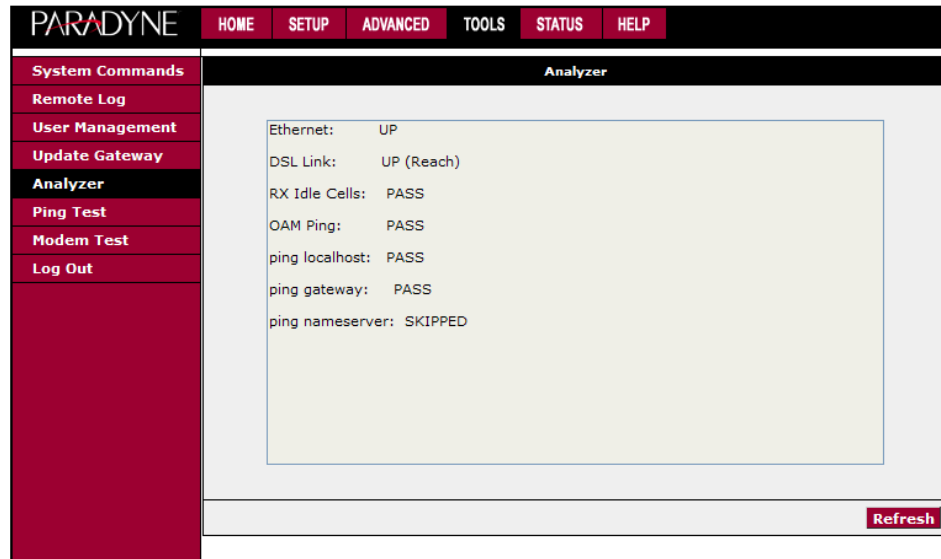 PARADYNE
HOME SETUP ADVANCED TOOLS STATUS HELP
System Commands
Remote Log
User Management
Update Gateway
Analyzer
Ping Test
Modem Test
Log Out
Analyzer
Ethernet: UP
DSL Link: UP (Reach)
RX Idle Cells: PASS
OAM Ping: PASS
ping localhost: PASS
ping gateway: PASS
ping nameserver: SKIPPED
Refresh